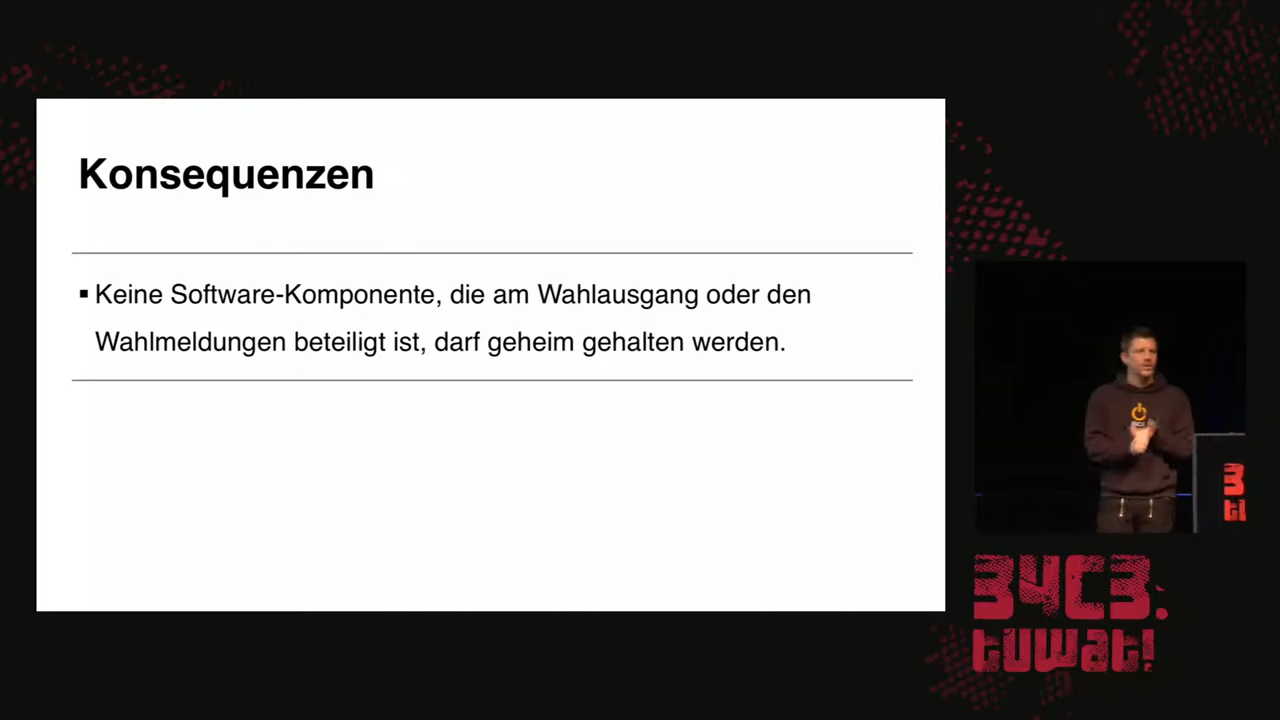 Konsequenzen
▪ Keine Software-Komponente, die am Wahlausgang oder den
Wahlmeldungen beteiligt ist, darf geheim gehalten werden.
34C3.
tuwat!